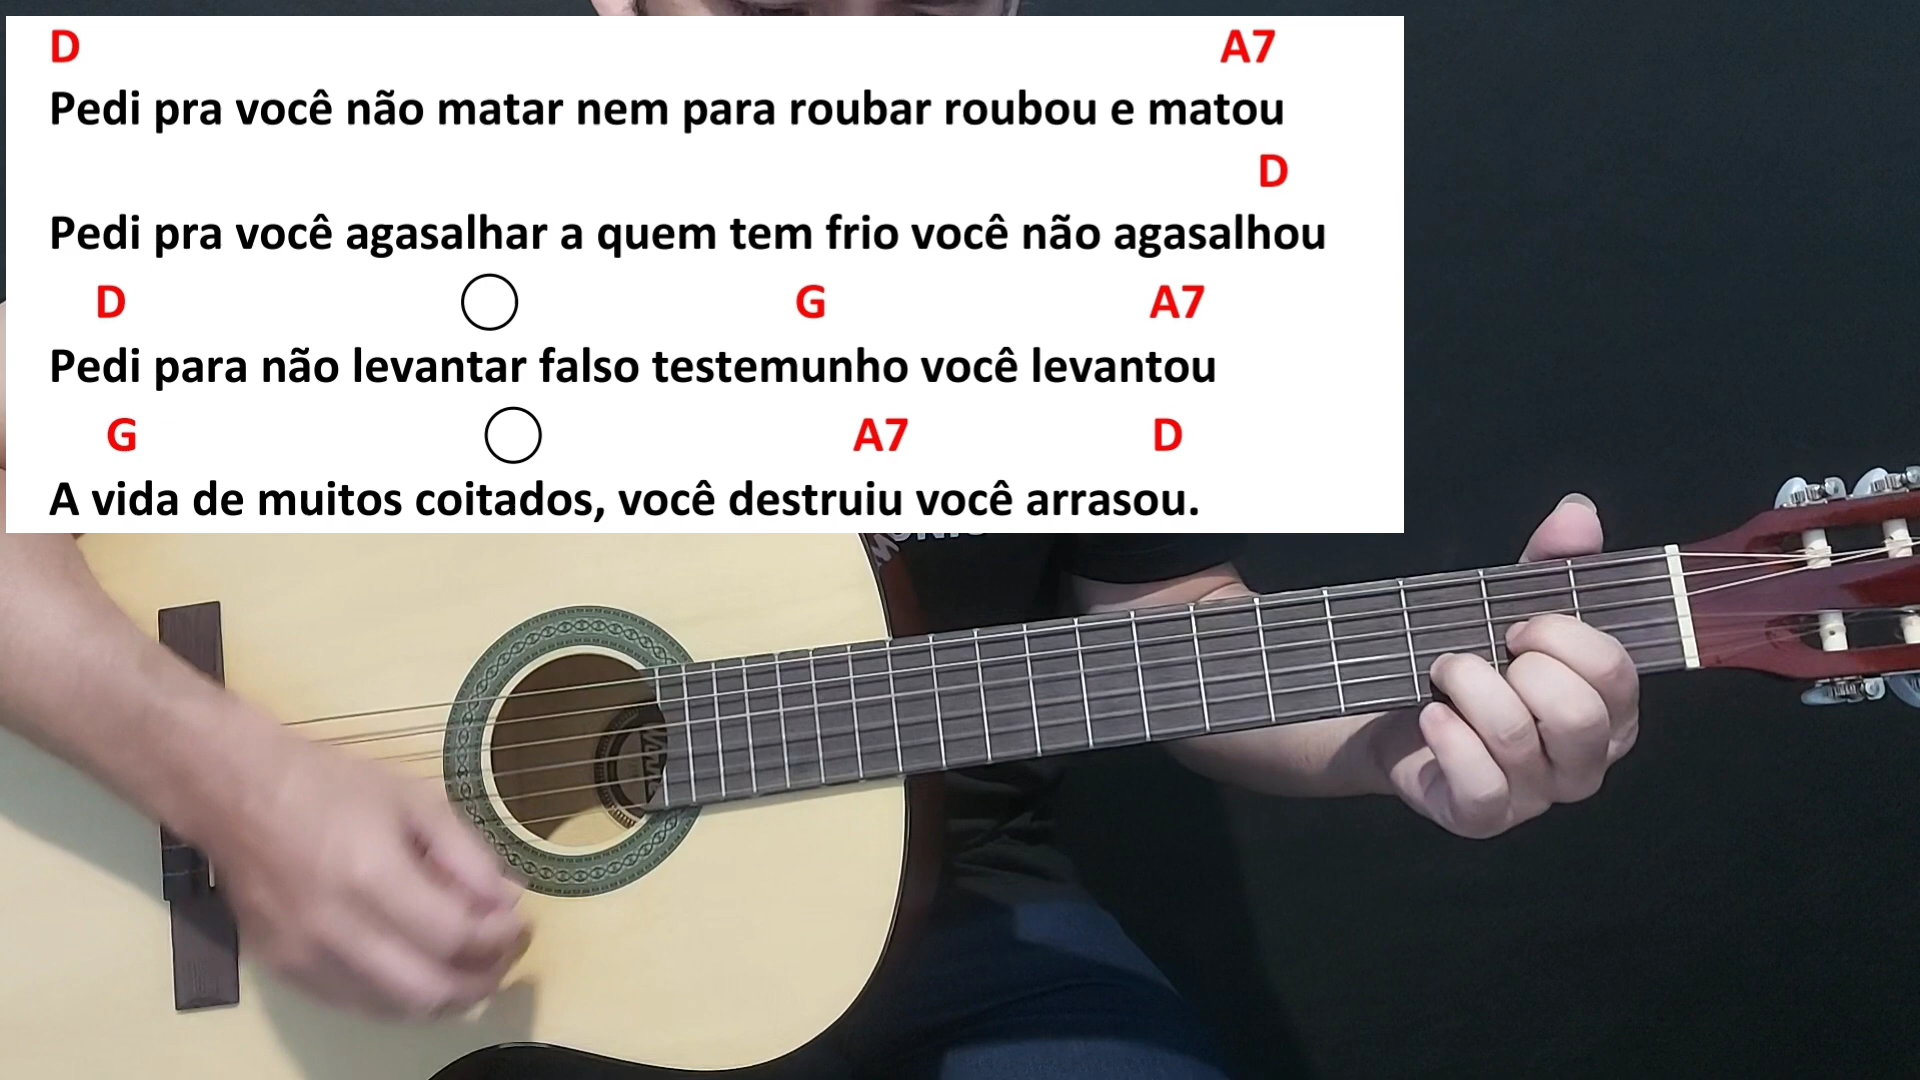 D A7
Pedi pra você não matar nem para roubar roubou e matou
D
Pedi pra você agasalhar a quem tem frio você não agasalhou
D G A7
Pedi para não levantar falso testemunho você levantou
G A7 D
A vida de muitos coitados, você destruiu você arrasou.